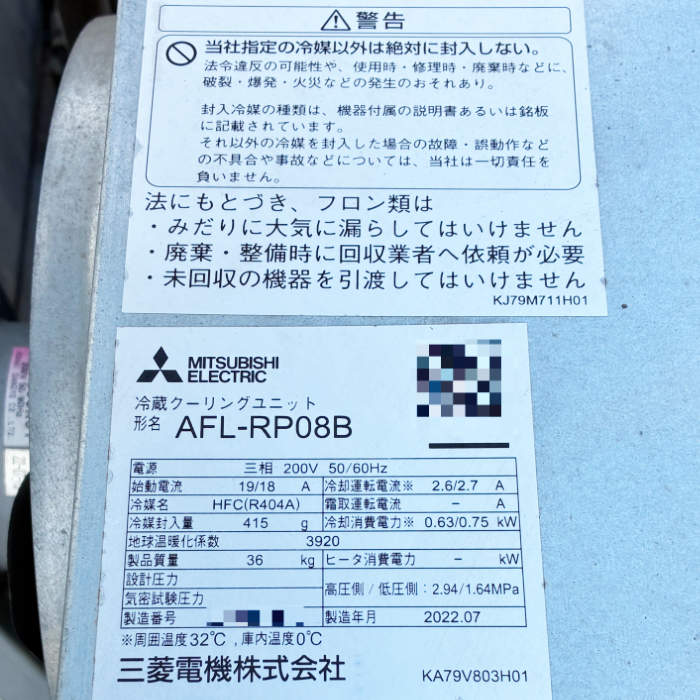 警告
当社指定の冷媒以外は絶対に封入しない。
法令違反の可能性や、使用時・修理時・廃棄時などに、
破裂・爆発・火災などの発生のおそれあり。
封入冷媒の種類は、機器付属の説明書あるいは銘板
に記載されています。
それ以外の冷媒を封入した場合の故障・誤動作など
の不具合や事故などについては、当社は一切責任を
負いません。
法にもとづき、フロン類は
・みだりに大気に漏らしてはいけません
・廃棄・整備時に回収業者へ依頼が必要
・未回収の機器を引渡してはいけません
KJ79M711H01
MITSUBISHI
ELECTRIC
冷蔵クーリングユニット
形名 AFL-RP08B
電源 三相 200V 50/60Hz
始動電流 19/18 A 冷却運転電流※ 2.6/2.7 A
冷媒名 HFC(R404A) 霜取運転電流 － A
冷媒封入量 415 g 冷却消費電力※ 0.63/0.75 kW
地球温暖化係数 3920
製品質量 36 kg ヒータ消費電力 － kW
設計圧力 高圧側/低圧側:2.94/1.64MPa
気密試験圧力
製造番号 製造年月 2022.07
※周囲温度32℃,庫内温度0℃
三菱電機株式会社 KA79V803H01